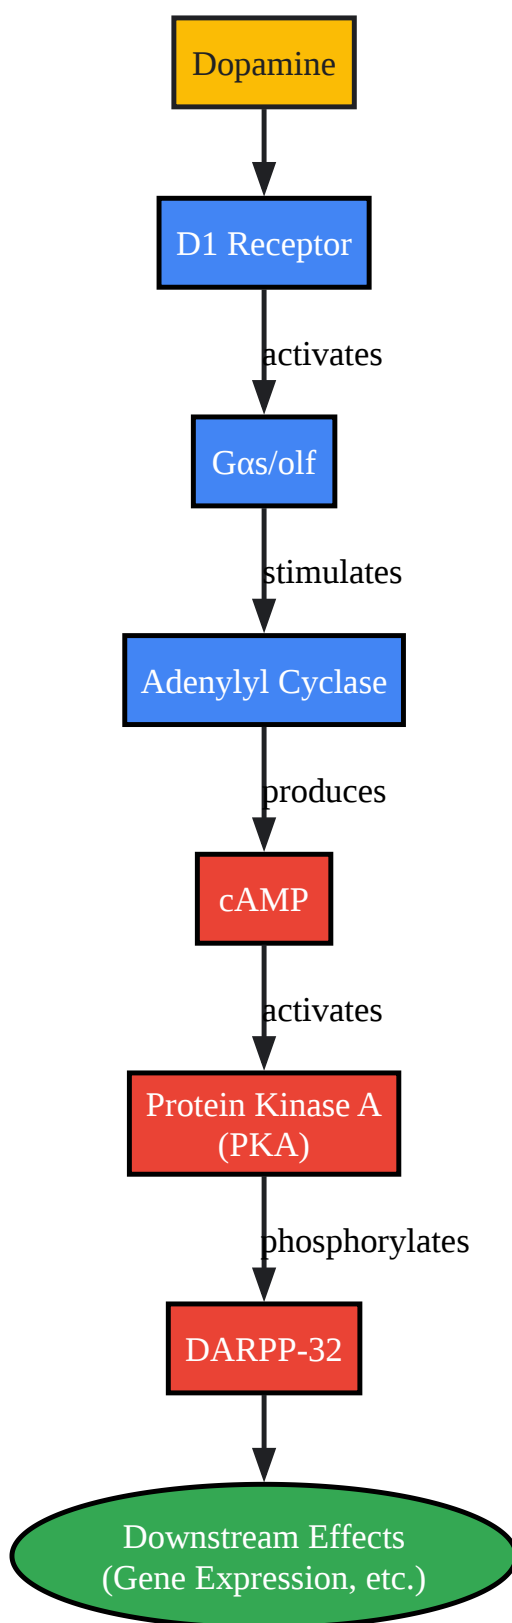 Dopamine
D1 Receptor
activates
Gαs/olf
stimulates
Adenylyl Cyclase
produces
cAMP
activates
Protein Kinase A
(PKA)
phosphorylates
DARPP-32
Downstream Effects
(Gene Expression, etc.)